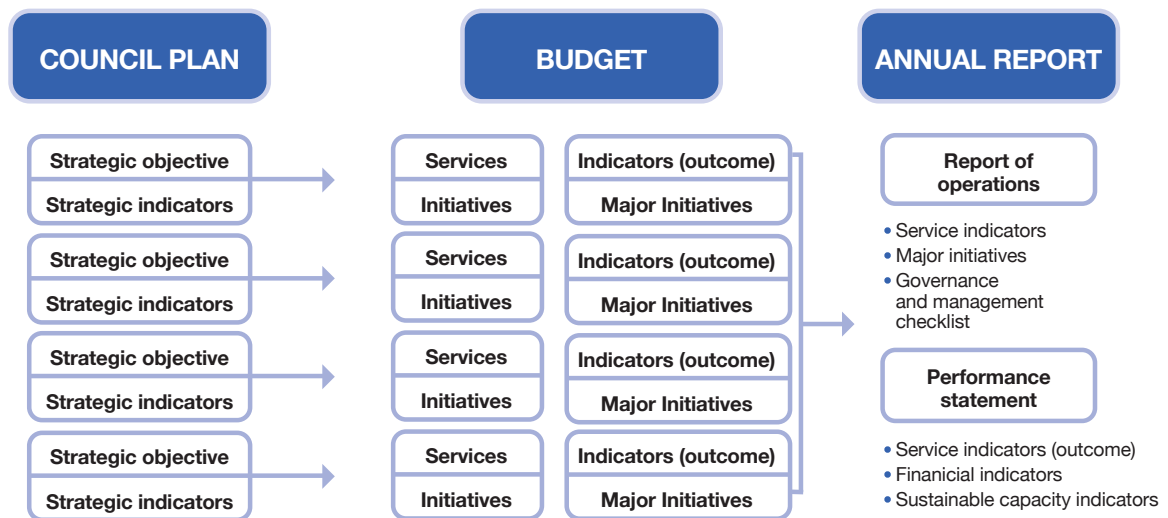 COUNCIL PLAN
BUDGET
ANNUAL REPORT
Strategic objective
Strategic indicators
Strategic objective
Strategic indicators
Strategic objective
Strategic indicators
Strategic objective
Strategic indicators
Services
Initiatives
Services
Initiatives
Services
Initiatives
Services
Initiatives
Indicators (outcome)
Major Initiatives
Indicators (outcome)
Major Initiatives
Indicators (outcome)
Major Initiatives
Indicators (outcome)
Major Initiatives
Report of
operations
• Service indicators
• Major initiatives
• Governance
and management
checklist
Performance
statement
• Service indicators (outcome)
• Financicial indicators
• Sustainable capacity indicators